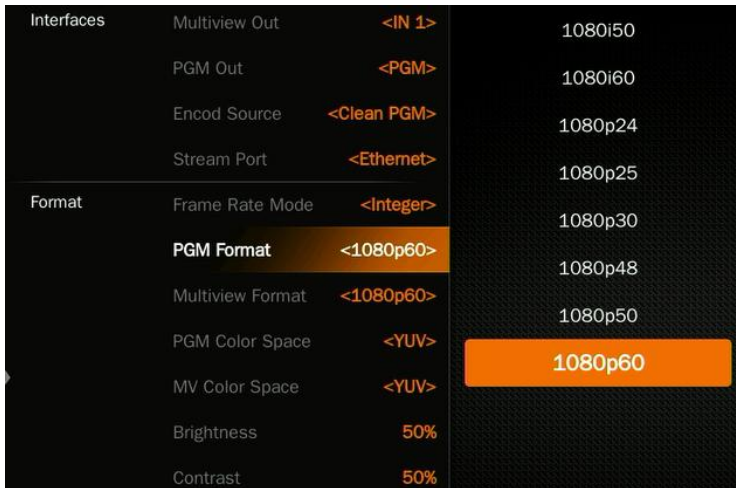 Interfaces Multiview Out <IN 1>
PGM Out <PGM>
Encod Source <Clean PGM>
Stream Port <Ethernet>
Format Frame Rate Mode <Integer>
PGM Format <1080p60>
Multiview Format <1080p60>
PGM Color Space <YUV>
MV Color Space <YUV>
Brightness 50%
Contrast 50%
1080i50
1080i60
1080p24
1080p25
1080p30
1080p48
1080p50
1080p60